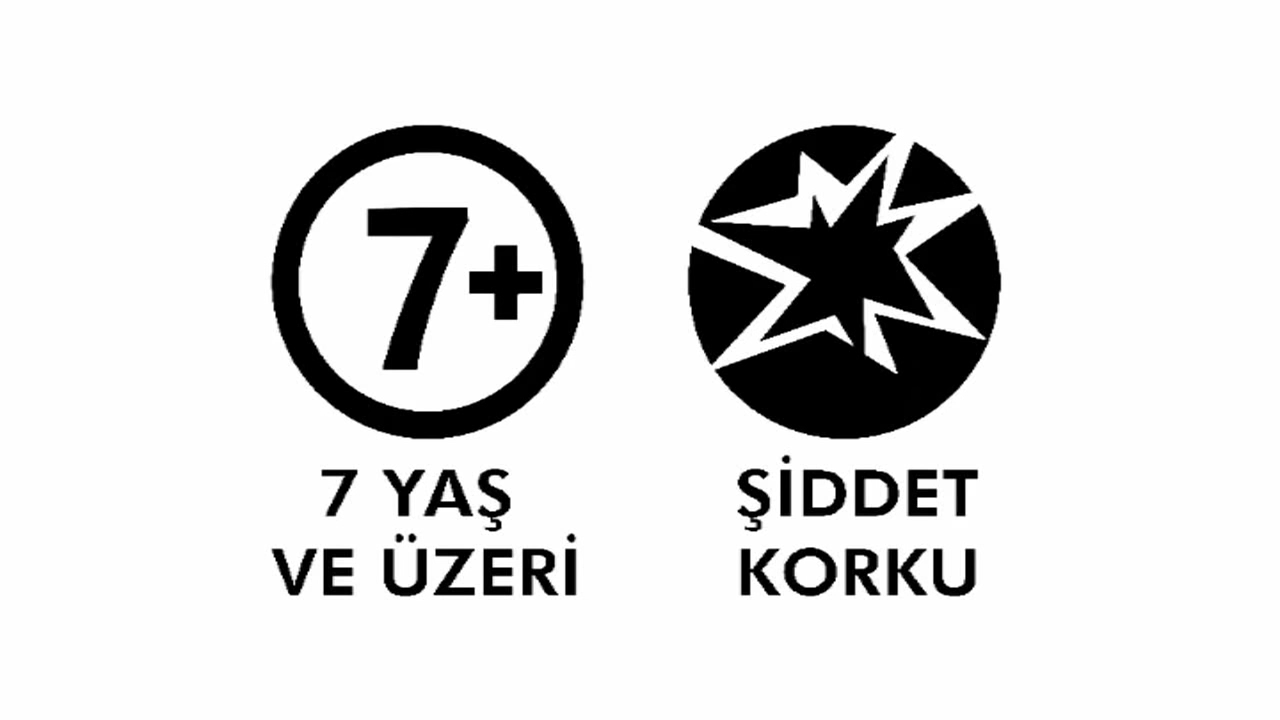 7+
7 YAŞ
VE ÜZERİ
ŞİDDET
KORKU